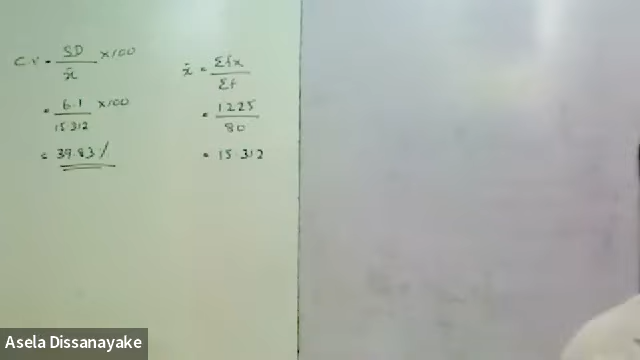 C.V = SD/x̄ ×100
= 6.1/15.312 ×100
= 39.83%
x̄ = Σfx/Σf
= 1225/80
= 15.312
Asela Dissanayake